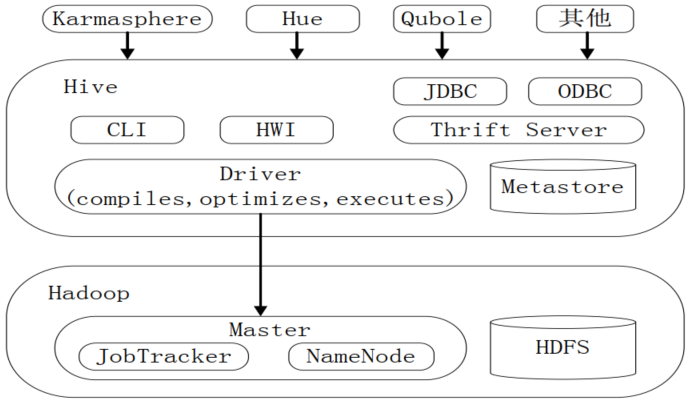 Karmasphere
Hue
Qubole
其他
Hive
JDBC
ODBC
CLI
HWI
Thrift Server
Driver
(compiles,optimizes,executes)
Metastore
Hadoop
Master
JobTracker
NameNode
HDFS